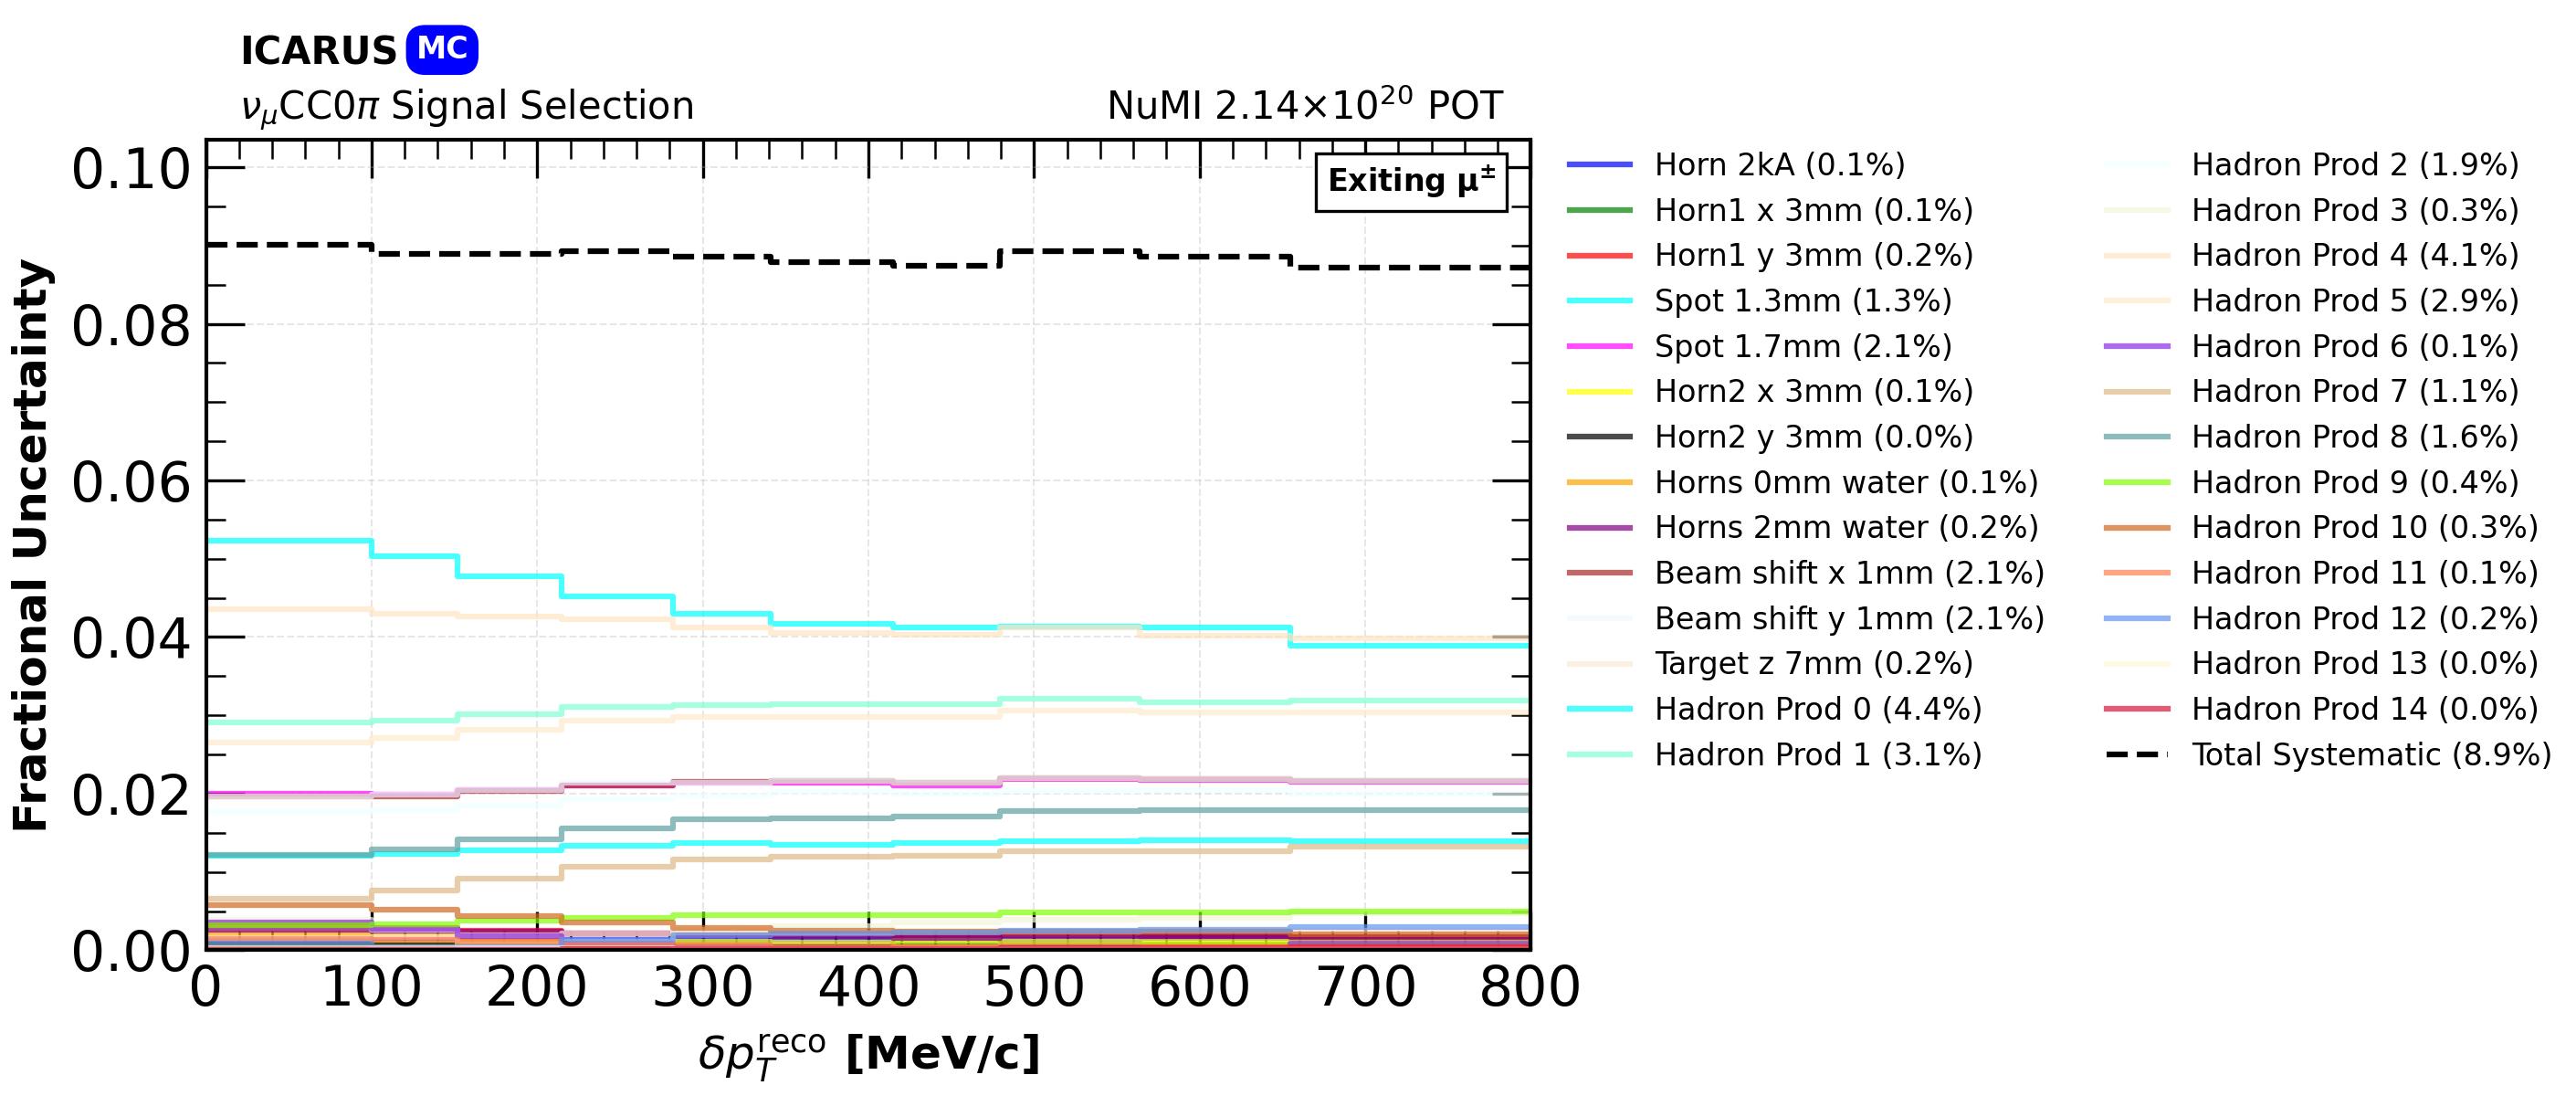 ICARUS MC
νμCC0π Signal Selection
NuMI 2.14×10²⁰ POT
Exiting μ±
Fractional Uncertainty
0.10
0.08
0.06
0.04
0.02
0.00
0 100 200 300 400 500 600 700 800
δp_T^reco [MeV/c]
Horn 2kA (0.1%)
Horn1 x 3mm (0.1%)
Horn1 y 3mm (0.2%)
Spot 1.3mm (1.3%)
Spot 1.7mm (2.1%)
Horn2 x 3mm (0.1%)
Horn2 y 3mm (0.0%)
Horns 0mm water (0.1%)
Horns 2mm water (0.2%)
Beam shift x 1mm (2.1%)
Beam shift y 1mm (2.1%)
Target z 7mm (0.2%)
Hadron Prod 0 (4.4%)
Hadron Prod 1 (3.1%)
Hadron Prod 2 (1.9%)
Hadron Prod 3 (0.3%)
Hadron Prod 4 (4.1%)
Hadron Prod 5 (2.9%)
Hadron Prod 6 (0.1%)
Hadron Prod 7 (1.1%)
Hadron Prod 8 (1.6%)
Hadron Prod 9 (0.4%)
Hadron Prod 10 (0.3%)
Hadron Prod 11 (0.1%)
Hadron Prod 12 (0.2%)
Hadron Prod 13 (0.0%)
Hadron Prod 14 (0.0%)
Total Systematic (8.9%)